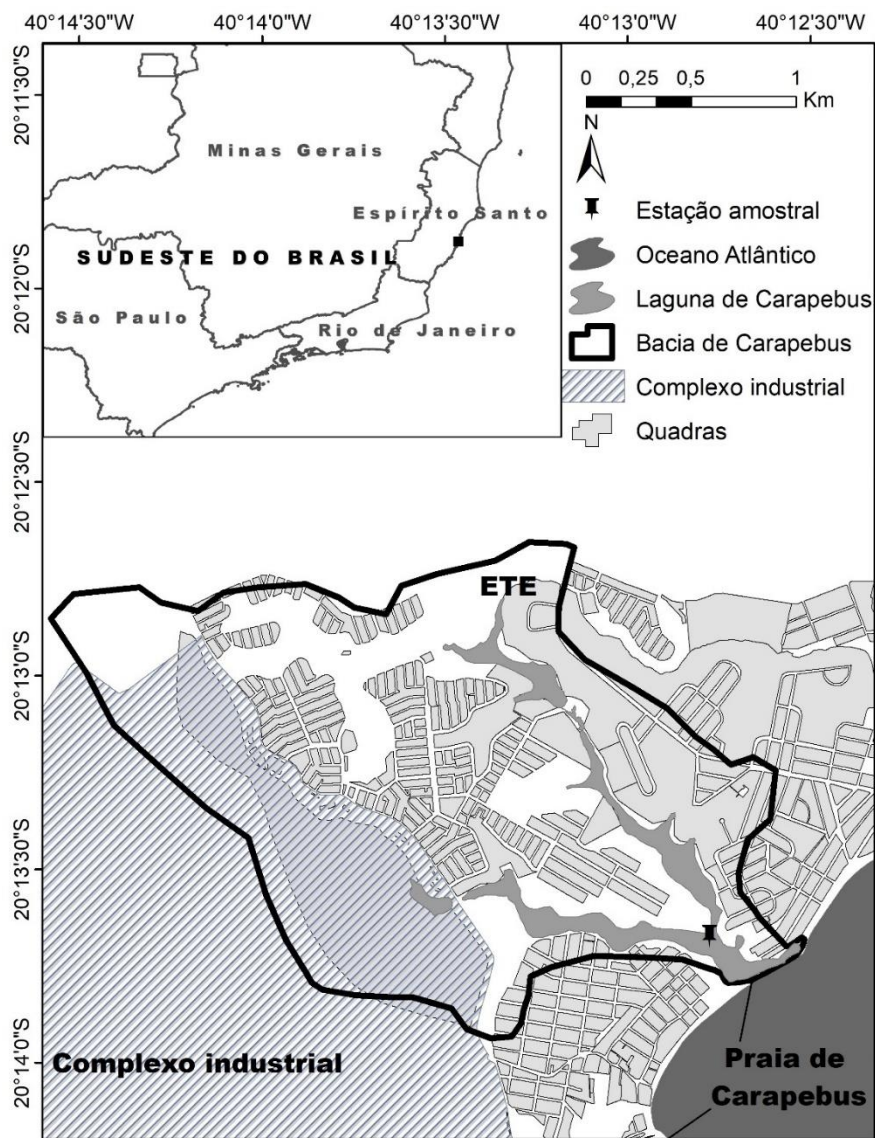 40°14'30"W 40°14'0"W 40°13'30"W 40°13'0"W 40°12'30"W
20°11'30"S
20°12'0"S
20°12'30"S
20°13'0"S
20°13'30"S
20°14'0"S
Minas Gerais
Espírito Santo
SUDESTE DO BRASIL
São Paulo
Rio de Janeiro
0 0,25 0,5 1
Km
N
Estação amostral
Oceano Atlântico
Laguna de Carapebus
Bacia de Carapebus
Complexo industrial
Quadras
ETE
Complexo industrial
Praia de
Carapebus